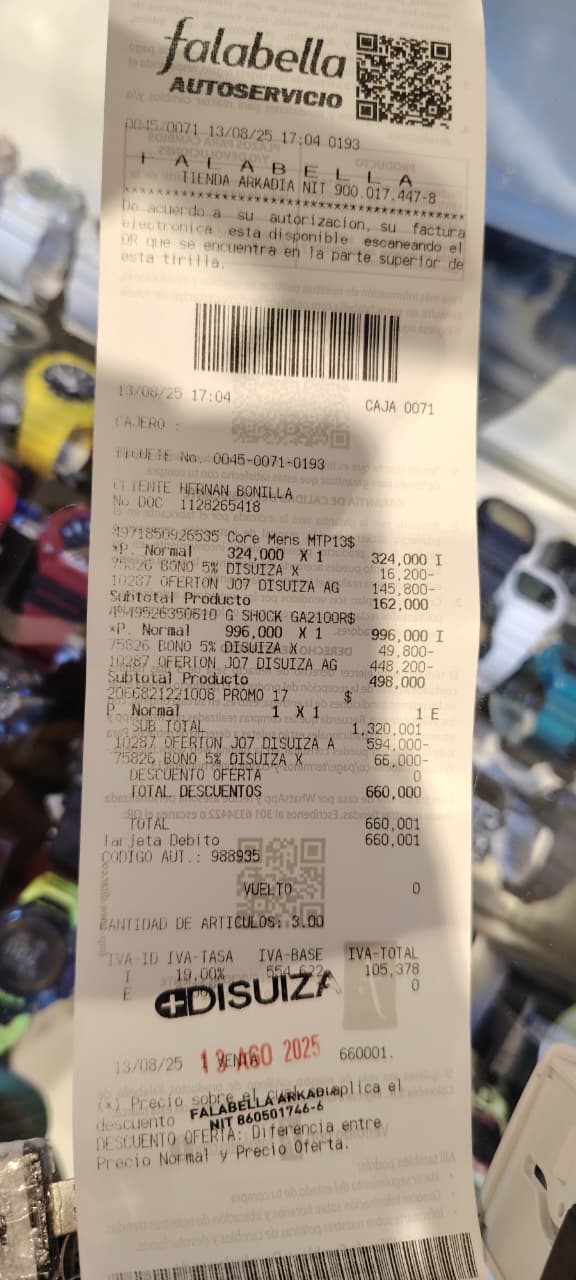 falabella
AUTOSERVICIO
0045/0071 13/08/25 17:04 0193
F A L A B E L L A
TIENDA ARKADIA NIT 900.017.447-8
De acuerdo a su autorizacion, su factura
electronica esta disponible escaneando el
QR que se encuentra en la parte superior de
esta tirilla.
13/08/25 17:04 CAJA 0071
CAJERO :
TIQUETE No. 0045-0071-0193
CLIENTE HERNAN BONILLA
No DOC 1128265418
4971850926535 Core Mens MTP13$
*P. Normal 324,000 X 1 324,000 I
75826 BONO 5% DISUIZA X 16,200-
10287 OFERTON JO7 DISUIZA AG 145,800-
Subtotal Producto 162,000
4549526350610 G SHOCK GA2100R$
*P. Normal 996,000 X 1 996,000 I
75826 BONO 5% DISUIZA X 49,800-
10287 OFERTON JO7 DISUIZA AG 448,200-
Subtotal Producto 498,000
2066821221008 PROMO 17 $
P. Normal 1 X 1 1 E
SUB TOTAL 1,320,001
10287 OFERTON JO7 DISUIZA A 594,000-
75826 BONO 5% DISUIZA X 66,000-
DESCUENTO OFERTA 0
TOTAL DESCUENTOS 660,000
TOTAL 660,001
Tarjeta Debito 660,001
CODIGO AUT.: 988935
VUELTO 0
CANTIDAD DE ARTICULOS: 3.00
IVA-ID IVA-TASA IVA-BASE IVA-TOTAL
I 19.00% 554,622 105,378
E 0
DISUIZA
13/08/25 VENTA 660001.
13 AGO 2025
(*) Precio sobre el cual se aplica el
descuento
FALABELLA ARKADIA
NIT 860501746-6
DESCUENTO OFERTA: Diferencia entre
Precio Normal y Precio Oferta.